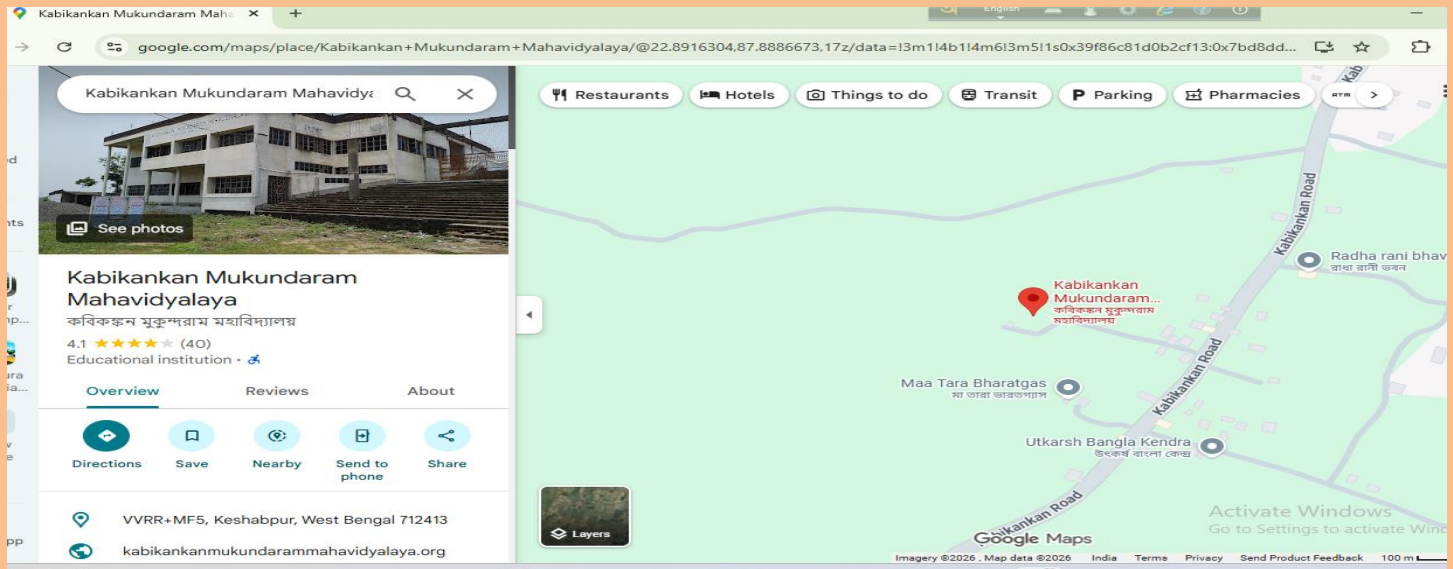 Kabikankan Mukundaram Maha
English
google.com/maps/place/Kabikankan+Mukundaram+Mahavidyalaya/@22.8916304,87.8886673,17z/data=!3m1!4b1!4m6!3m5!1s0x39f86c81d0b2cf13:0x7bd8dd...
Kabikankan Mukundaram Mahavidya
Restaurants Hotels Things to do Transit Parking Pharmacies ATM
See photos
Kabikankan Mukundaram
Mahavidyalaya
কবিকঙ্কন মুকুন্দরাম মহাবিদ্যালয়
4.1 (40)
Educational institution
Overview Reviews About
Directions Save Nearby Send to
phone Share
VVRR+MF5, Keshabpur, West Bengal 712413
kabikankanmukundarammahavidyalaya.org
Kab
Kabikankan Road
Radha rani bhav
রাধা রানী ভবন
Kabikankan
Mukundaram...
কবিকঙ্কন মুকুন্দরাম
মহাবিদ্যালয়
Kabikankan Road
Maa Tara Bharatgas
মা তারা ভারতগ্যাস
Utkarsh Bangla Kendra
উৎকর্ষ বাংলা কেন্দ্র
bikankan Road
Layers
Google Maps
Activate Windows
Go to Settings to activate Wind
Imagery ©2026 , Map data ©2026 India Terms Privacy Send Product Feedback 100 m